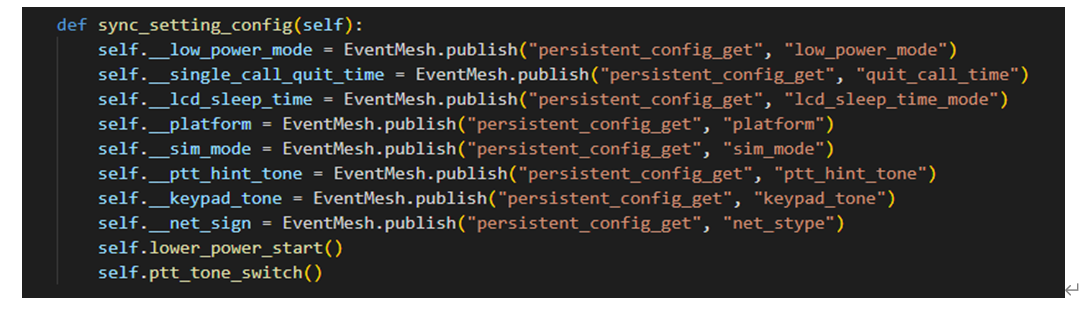 def sync_setting_config(self):
    self.__low_power_mode = EventMesh.publish("persistent_config_get", "low_power_mode")
    self.__single_call_quit_time = EventMesh.publish("persistent_config_get", "quit_call_time")
    self.__lcd_sleep_time = EventMesh.publish("persistent_config_get", "lcd_sleep_time_mode")
    self.__platform = EventMesh.publish("persistent_config_get", "platform")
    self.__sim_mode = EventMesh.publish("persistent_config_get", "sim_mode")
    self.__ptt_hint_tone = EventMesh.publish("persistent_config_get", "ptt_hint_tone")
    self.__keypad_tone = EventMesh.publish("persistent_config_get", "keypad_tone")
    self.__net_sign = EventMesh.publish("persistent_config_get", "net_stype")
    self.lower_power_start()
    self.ptt_tone_switch()